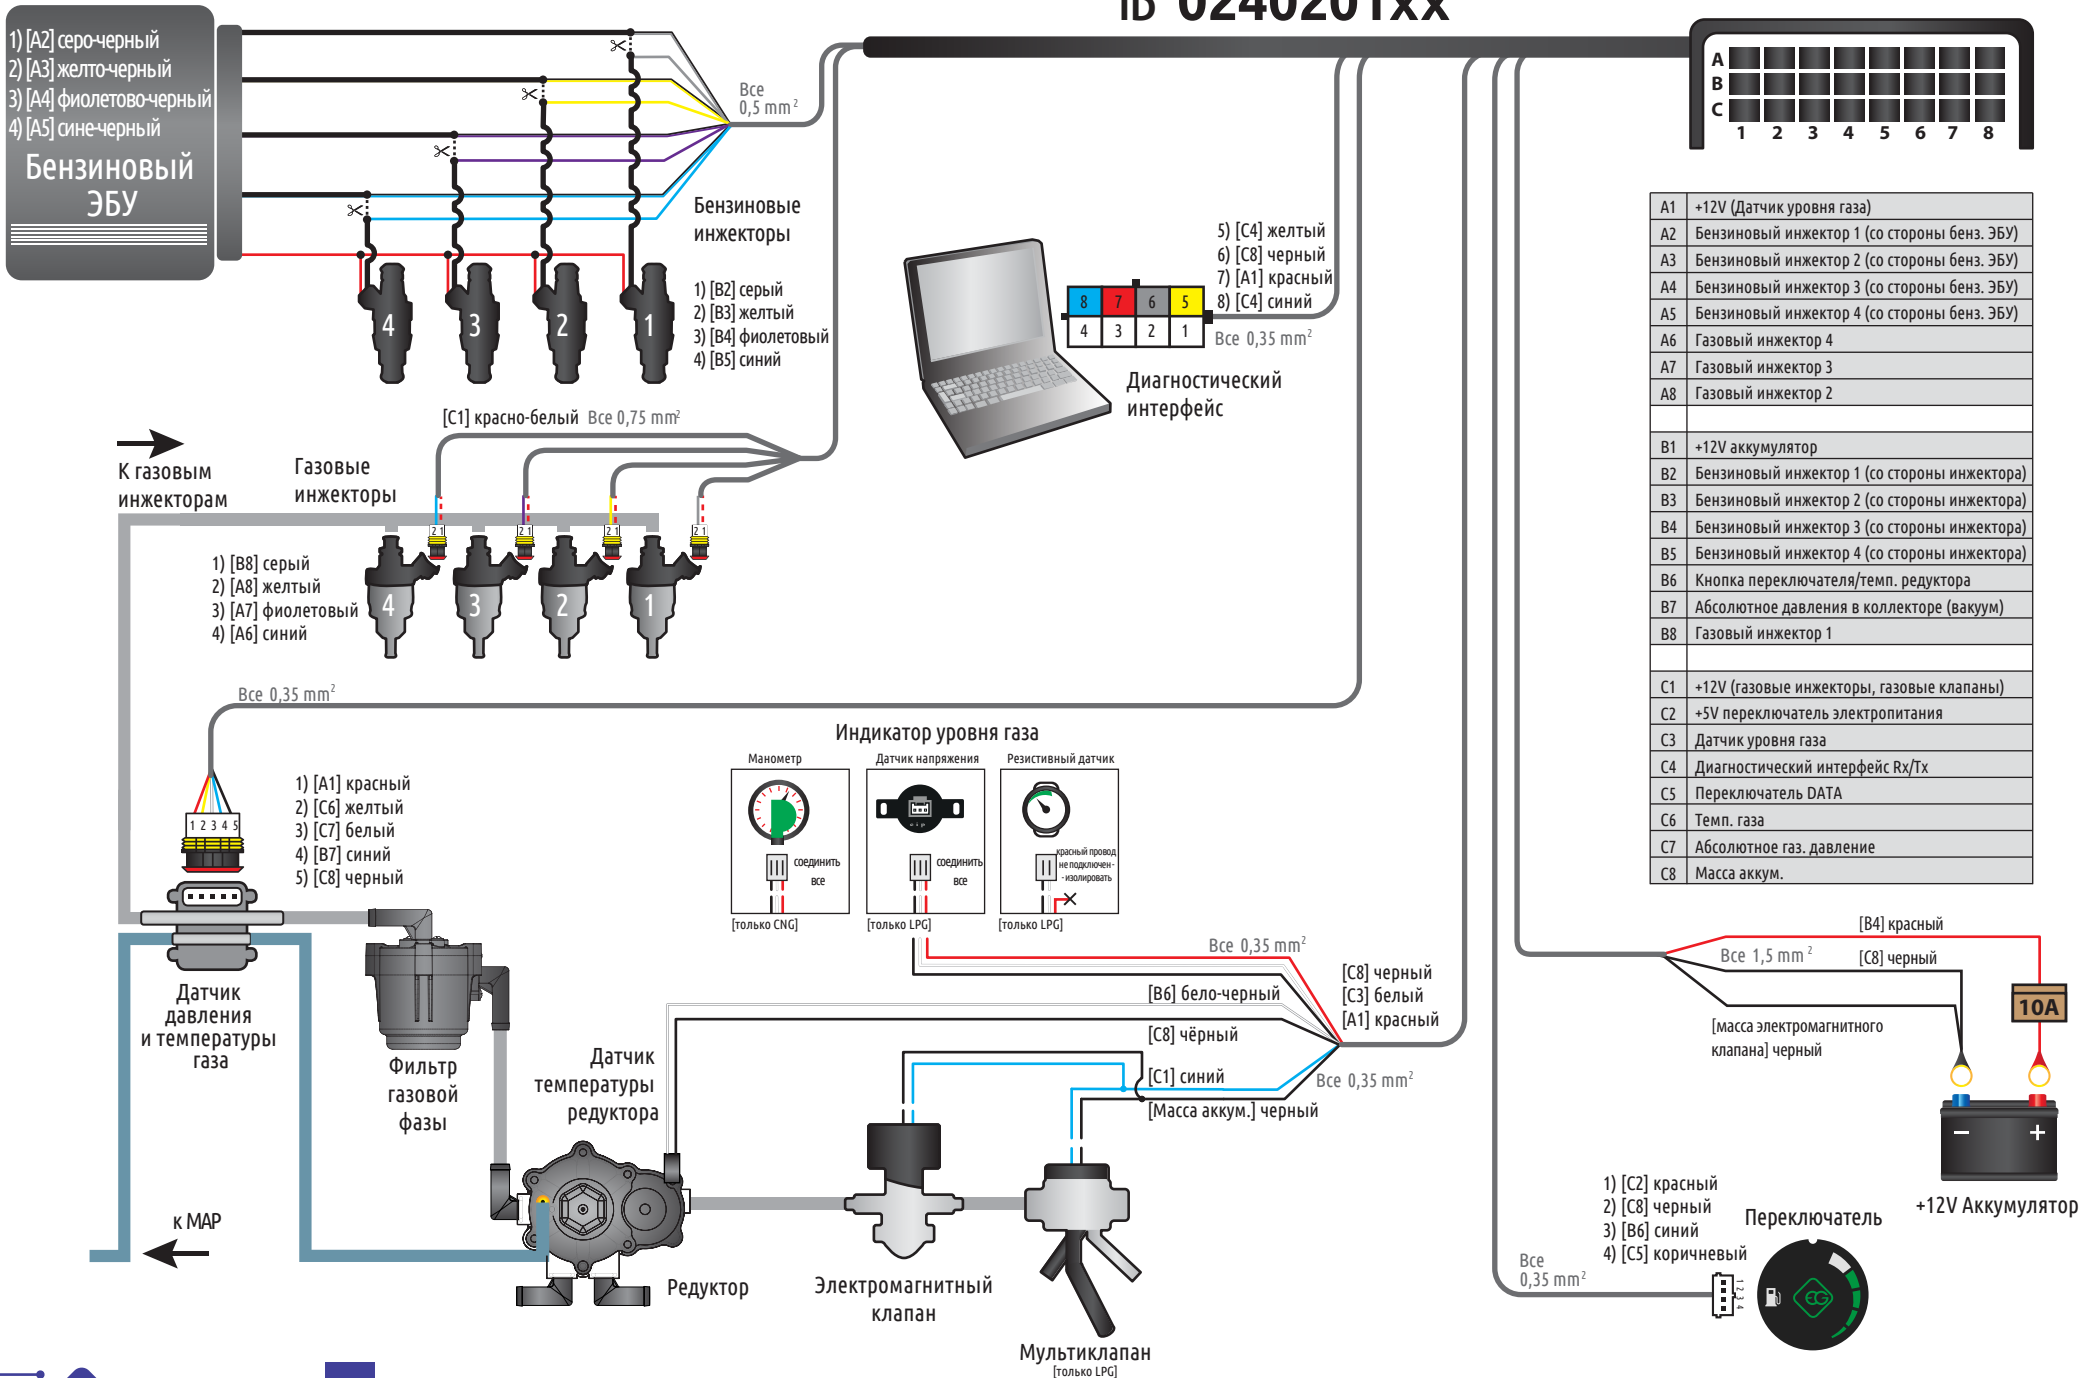 ID 0240201xx
1) [A2] серо-черный
2) [A3] желто-черный
3) [A4] фиолетово-черный
4) [A5] сине-черный
Бензиновый
ЭБУ
Все
0,5 mm²
Бензиновые
инжекторы
1) [B2] серый
2) [B3] желтый
3) [B4] фиолетовый
4) [B5] синий
4
3
2
1
5) [C4] желтый
6) [C8] черный
7) [A1] красный
8) [C4] синий
8 7 6 5
4 3 2 1
Все 0,35 mm²
Диагностический
интерфейс
A
B
C
1 2 3 4 5 6 7 8
A1 +12V (Датчик уровня газа)
A2 Бензиновый инжектор 1 (со стороны бенз. ЭБУ)
A3 Бензиновый инжектор 2 (со стороны бенз. ЭБУ)
A4 Бензиновый инжектор 3 (со стороны бенз. ЭБУ)
A5 Бензиновый инжектор 4 (со стороны бенз. ЭБУ)
A6 Газовый инжектор 4
A7 Газовый инжектор 3
A8 Газовый инжектор 2
B1 +12V аккумулятор
B2 Бензиновый инжектор 1 (со стороны инжектора)
B3 Бензиновый инжектор 2 (со стороны инжектора)
B4 Бензиновый инжектор 3 (со стороны инжектора)
B5 Бензиновый инжектор 4 (со стороны инжектора)
B6 Кнопка переключателя/темп. редуктора
B7 Абсолютное давления в коллекторе (вакуум)
B8 Газовый инжектор 1
C1 +12V (газовые инжекторы, газовые клапаны)
C2 +5V переключатель электропитания
C3 Датчик уровня газа
C4 Диагностический интерфейс Rx/Tx
C5 Переключатель DATA
C6 Темп. газа
C7 Абсолютное газ. давление
C8 Масса аккум.
[C1] красно-белый Все 0,75 mm²
К газовым
инжекторам
Газовые
инжекторы
2 1
2 1
2 1
2 1
1) [B8] серый
2) [A8] желтый
3) [A7] фиолетовый
4) [A6] синий
4
3
2
1
Все 0,35 mm²
1) [A1] красный
2) [C6] желтый
3) [C7] белый
4) [B7] синий
5) [C8] черный
1 2 3 4 5
Датчик
давления
и температуры
газа
Фильтр
газовой
фазы
Индикатор уровня газа
Манометр
соединить
все
[только CNG]
Датчик напряжения
соединить
все
[только LPG]
Резистивный датчик
красный провод
не подключен-
- изолировать
[только LPG]
Все 0,35 mm²
[C8] черный
[C3] белый
[A1] красный
[B6] бело-черный
[C8] чёрный
[C1] синий
[Масса аккум.] черный
Все 0,35 mm²
Датчик
температуры
редуктора
Редуктор
Электромагнитный
клапан
Мультиклапан
[только LPG]
к MAP
[B4] красный
Все 1,5 mm²
[C8] черный
[масса электромагнитного
клапана] черный
10A
− +
+12V Аккумулятор
1) [C2] красный
2) [C8] черный
3) [B6] синий
4) [C5] коричневый
Переключатель
Все
0,35 mm²
1 2 3 4
EG